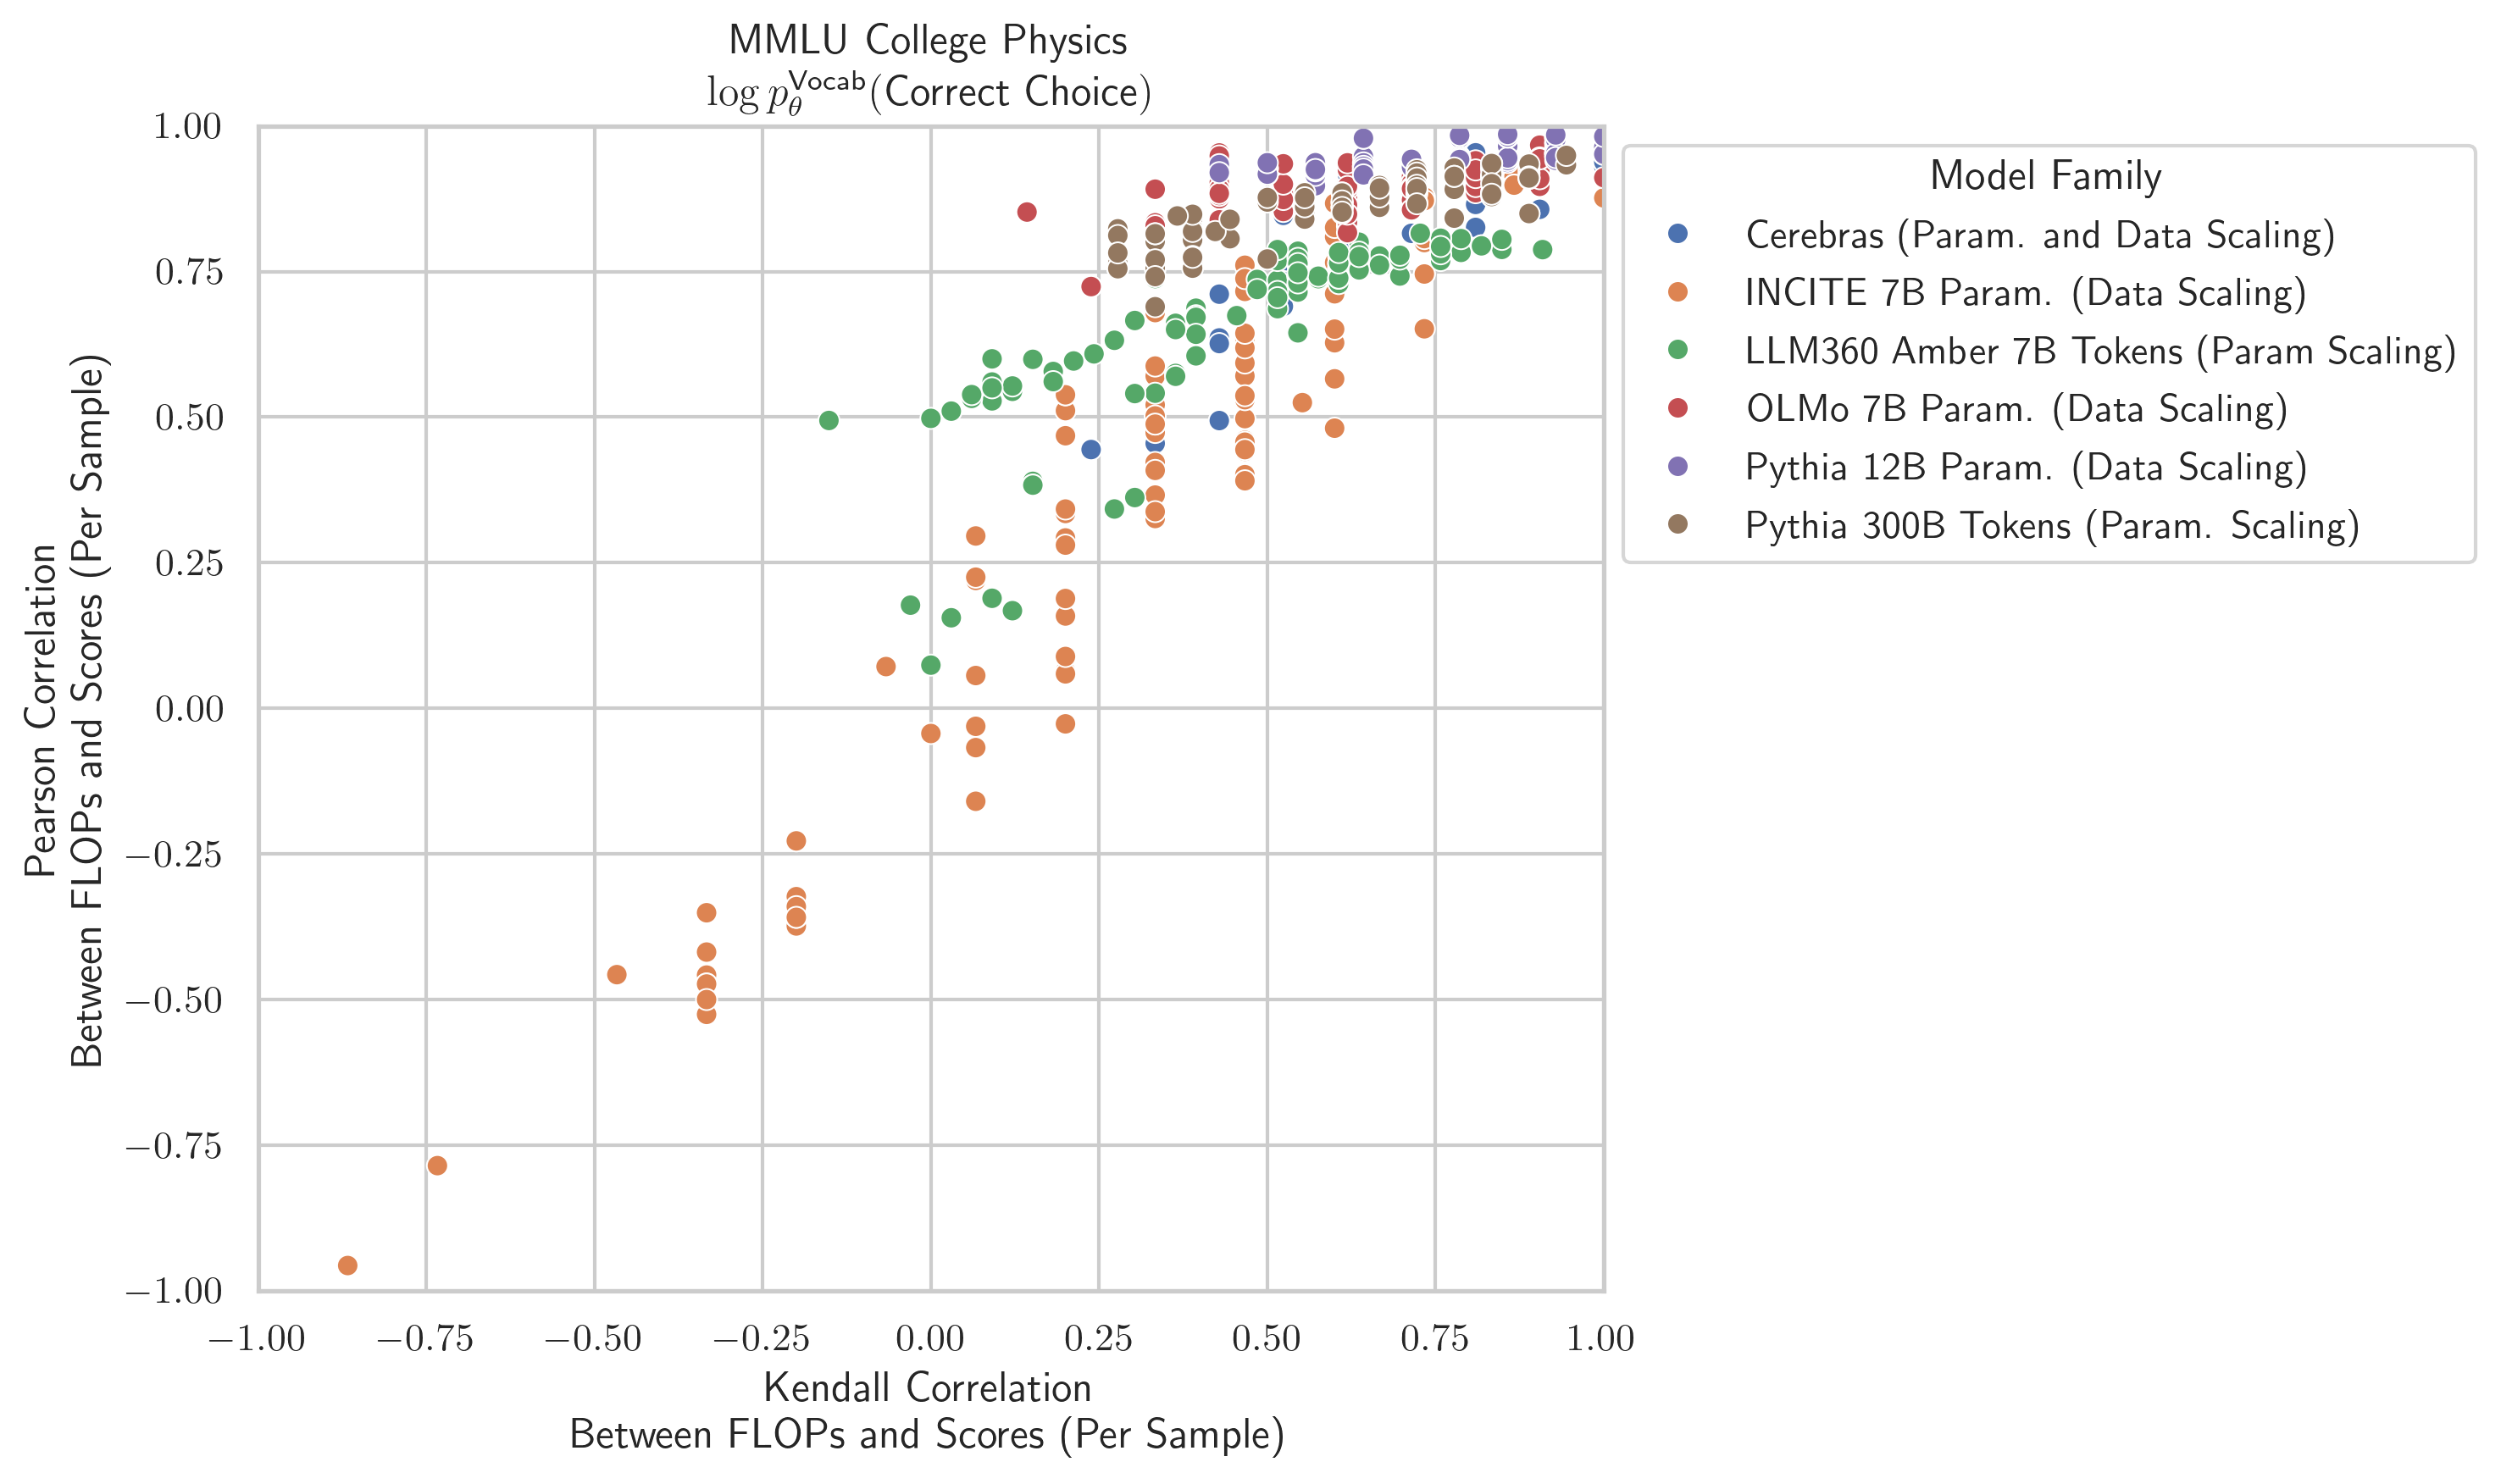 MMLU College Physics
log p_θ^Vocab(Correct Choice)
1.00
0.75
0.50
0.25
0.00
−0.25
−0.50
−0.75
−1.00
Pearson Correlation
Between FLOPs and Scores (Per Sample)
−1.00 −0.75 −0.50 −0.25 0.00 0.25 0.50 0.75 1.00
Kendall Correlation
Between FLOPs and Scores (Per Sample)
Model Family
Cerebras (Param. and Data Scaling)
INCITE 7B Param. (Data Scaling)
LLM360 Amber 7B Tokens (Param Scaling)
OLMo 7B Param. (Data Scaling)
Pythia 12B Param. (Data Scaling)
Pythia 300B Tokens (Param. Scaling)